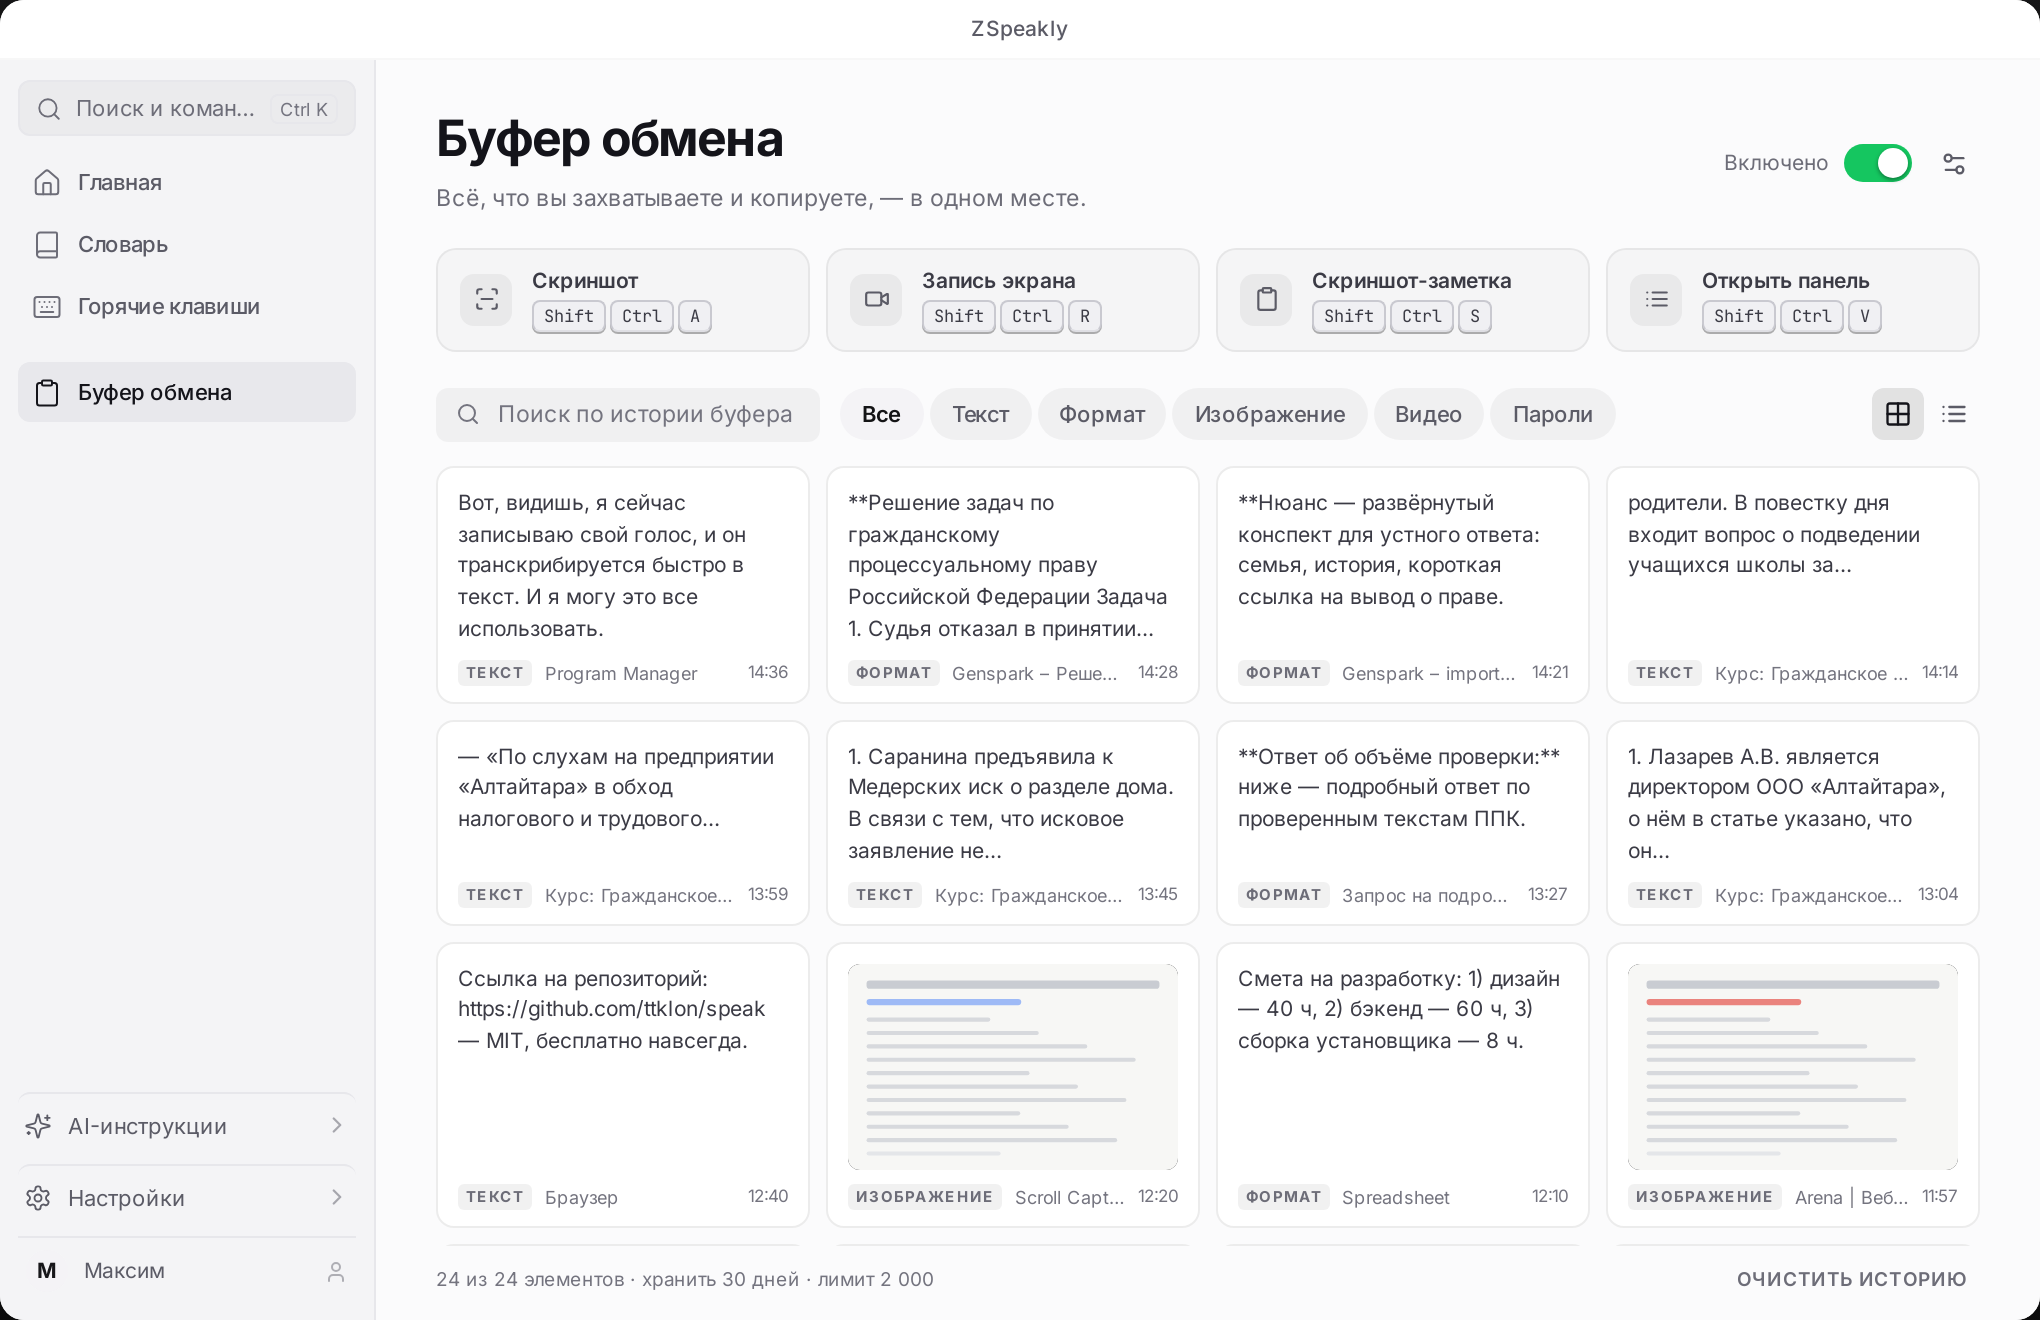 ZSpeakly
Поиск и коман... Ctrl K
Главная
Словарь
Горячие клавиши
Буфер обмена
AI-инструкции
Настройки
M Максим
Буфер обмена
Всё, что вы захватываете и копируете, — в одном месте.
Включено
Скриншот
Shift Ctrl A
Запись экрана
Shift Ctrl R
Скриншот-заметка
Shift Ctrl S
Открыть панель
Shift Ctrl V
Поиск по истории буфера
Все Текст Формат Изображение Видео Пароли
Вот, видишь, я сейчас
записываю свой голос, и он
транскрибируется быстро в
текст. И я могу это все
использовать.
ТЕКСТ Program Manager 14:36
**Решение задач по
гражданскому
процессуальному праву
Российской Федерации Задача
1. Судья отказал в принятии...
ФОРМАТ Genspark – Реше... 14:28
**Нюанс — развёрнутый
конспект для устного ответа:
семья, история, короткая
ссылка на вывод о праве.
ФОРМАТ Genspark – import... 14:21
родители. В повестку дня
входит вопрос о подведении
учащихся школы за...
ТЕКСТ Курс: Гражданское ... 14:14
— «По слухам на предприятии
«Алтайтара» в обход
налогового и трудового...
ТЕКСТ Курс: Гражданское... 13:59
1. Саранина предъявила к
Медерских иск о разделе дома.
В связи с тем, что исковое
заявление не...
ТЕКСТ Курс: Гражданское... 13:45
**Ответ об объёме проверки:**
ниже — подробный ответ по
проверенным текстам ППК.
ФОРМАТ Запрос на подро... 13:27
1. Лазарев А.В. является
директором ООО «Алтайтара»,
о нём в статье указано, что
он...
ТЕКСТ Курс: Гражданское... 13:04
Ссылка на репозиторий:
https://github.com/ttklon/speak
— MIT, бесплатно навсегда.
ТЕКСТ Браузер 12:40
ИЗОБРАЖЕНИЕ Scroll Capt... 12:20
Смета на разработку: 1) дизайн
— 40 ч, 2) бэкенд — 60 ч, 3)
сборка установщика — 8 ч.
ФОРМАТ Spreadsheet 12:10
ИЗОБРАЖЕНИЕ Arena | Веб... 11:57
24 из 24 элементов · хранить 30 дней · лимит 2 000
ОЧИСТИТЬ ИСТОРИЮ